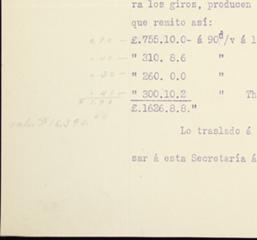 ra los giros, producen
que remito así:
£.755.10.0- á 90d/v á l
" 310. 8.6 "
" 260. 0.0 "
" 300.10.2 " Th
£.1626.8.8."
Lo traslado á
sar á esta Secretaría á